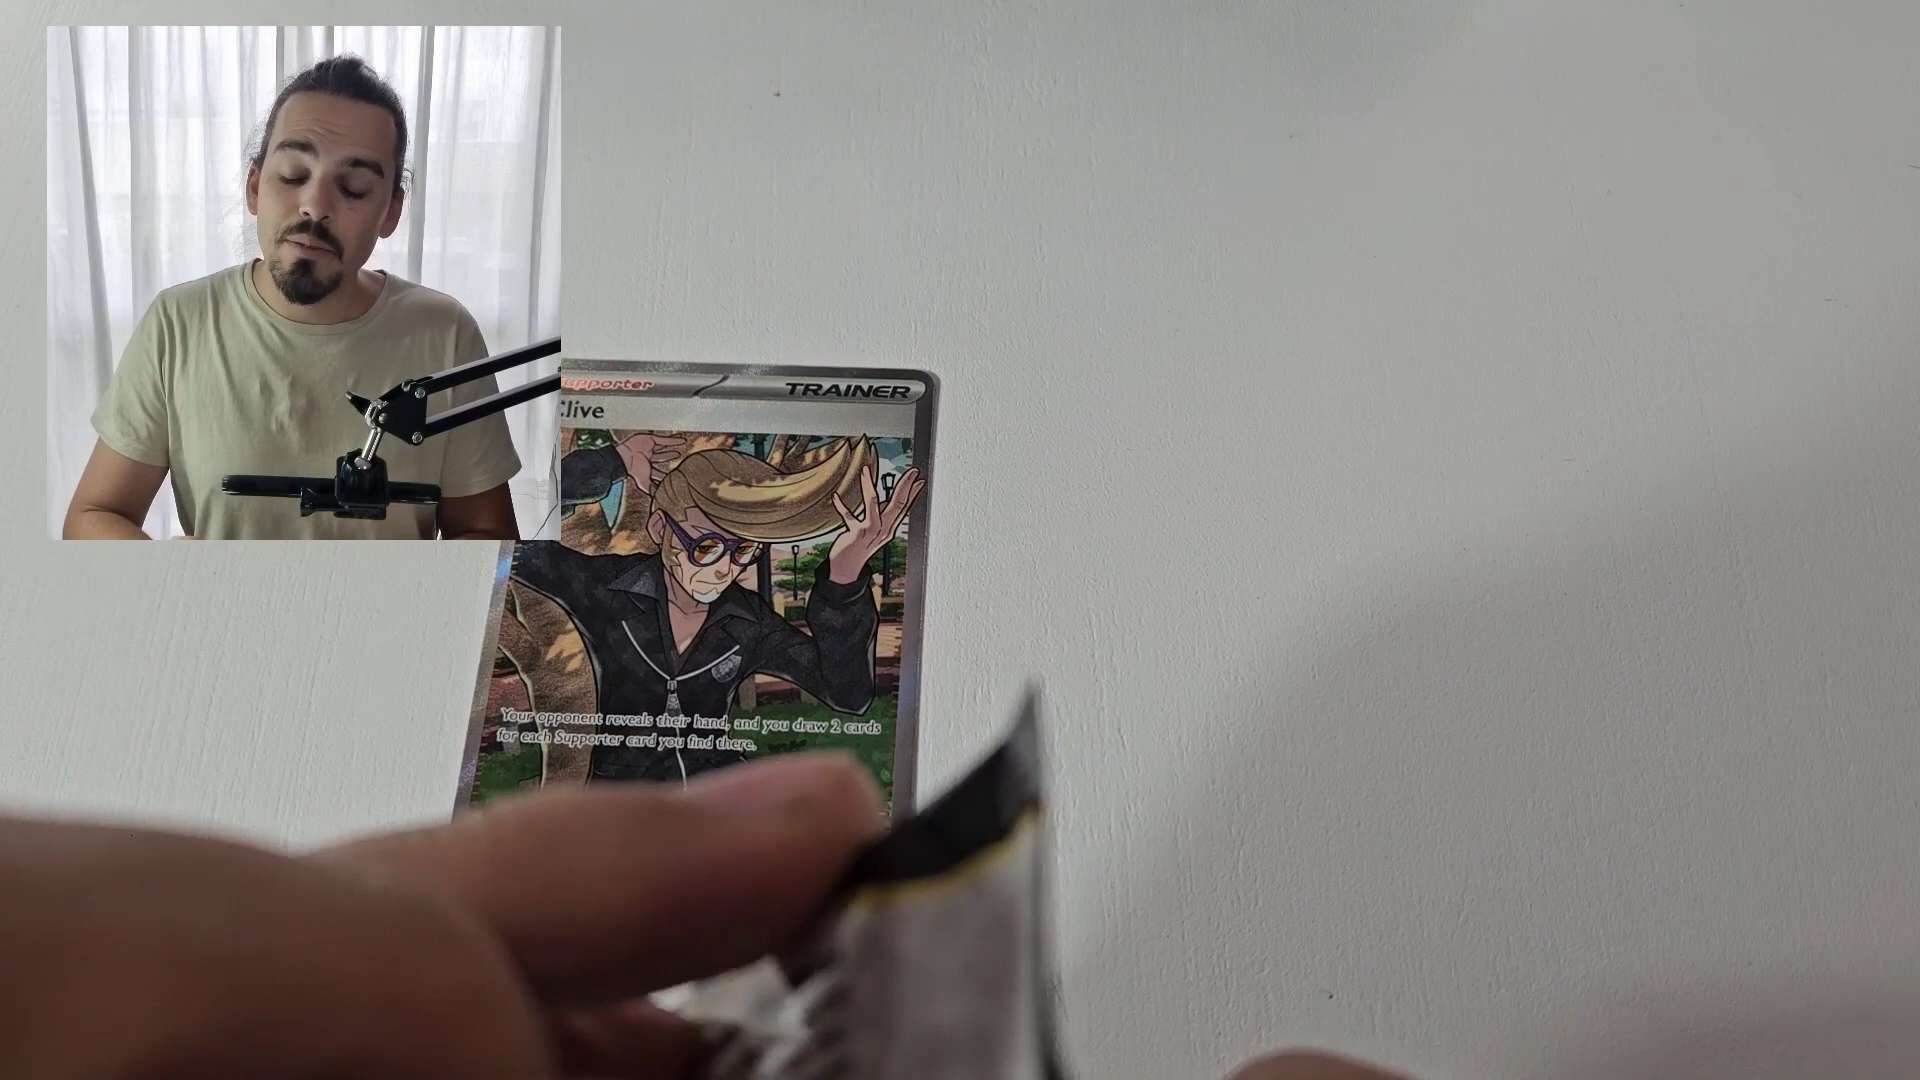 Supporter
TRAINER
Clive
Your opponent reveals their hand, and you draw 2 cards
for each Supporter card you find there.